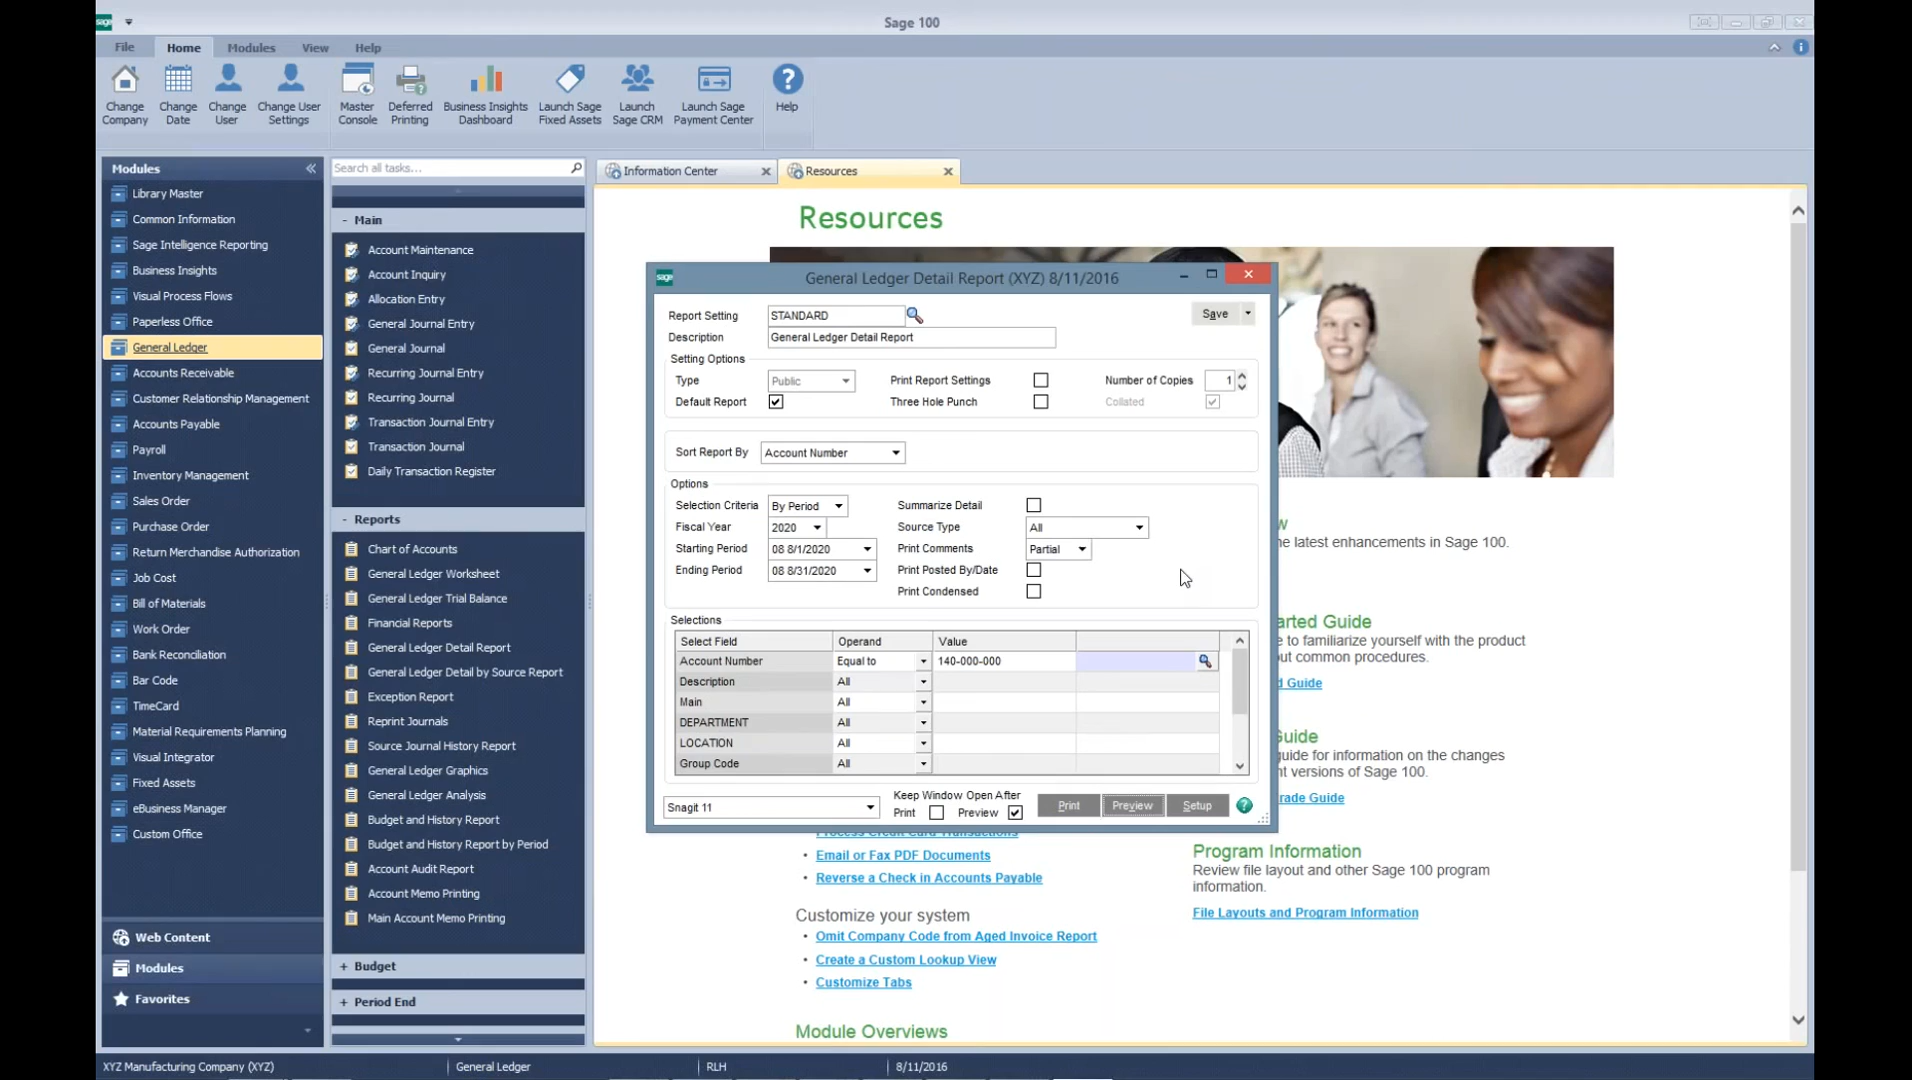 sage
Sage 100
File
Home
Modules
View
Help
Change
Company
Change
Date
Change
User
Change User
Settings
Master
Console
Deferred
Printing
Business Insights
Dashboard
Launch Sage
Fixed Assets
Launch
Sage CRM
Launch Sage
Payment Center
Help
Modules
Library Master
Common Information
Sage Intelligence Reporting
Business Insights
Visual Process Flows
Paperless Office
General Ledger
Accounts Receivable
Customer Relationship Management
Accounts Payable
Payroll
Inventory Management
Sales Order
Purchase Order
Return Merchandise Authorization
Job Cost
Bill of Materials
Work Order
Bank Reconciliation
Bar Code
TimeCard
Material Requirements Planning
Visual Integrator
Fixed Assets
eBusiness Manager
Custom Office
Web Content
Modules
Favorites
Search all tasks...
- Main
Account Maintenance
Account Inquiry
Allocation Entry
General Journal Entry
General Journal
Recurring Journal Entry
Recurring Journal
Transaction Journal Entry
Transaction Journal
Daily Transaction Register
- Reports
Chart of Accounts
General Ledger Worksheet
General Ledger Trial Balance
Financial Reports
General Ledger Detail Report
General Ledger Detail by Source Report
Exception Report
Reprint Journals
Source Journal History Report
General Ledger Graphics
General Ledger Analysis
Budget and History Report
Budget and History Report by Period
Account Audit Report
Account Memo Printing
Main Account Memo Printing
+ Budget
+ Period End
Information Center
Resources
Resources
sage
General Ledger Detail Report (XYZ) 8/11/2016
Report Setting STANDARD
Save
Description General Ledger Detail Report
Setting Options
Type Public Print Report Settings Number of Copies 1
Default Report Three Hole Punch Collated
Sort Report By Account Number
Options
Selection Criteria By Period Summarize Detail
Fiscal Year 2020 Source Type All
Starting Period 08 8/1/2020 Print Comments Partial
Ending Period 08 8/31/2020 Print Posted By/Date
Print Condensed
Selections
Select Field Operand Value
Account Number Equal to 140-000-000
Description All
Main All
DEPARTMENT All
LOCATION All
Group Code All
Snagit 11
Keep Window Open After
Print Preview
Print Preview Setup
w
he latest enhancements in Sage 100.
arted Guide
e to familiarize yourself with the product
out common procedures.
d Guide
Guide
guide for information on the changes
nt versions of Sage 100.
rade Guide
Process Credit Card Transactions
• Email or Fax PDF Documents
• Reverse a Check in Accounts Payable
Customize your system
• Omit Company Code from Aged Invoice Report
• Create a Custom Lookup View
• Customize Tabs
Module Overviews
Program Information
Review file layout and other Sage 100 program
information.
File Layouts and Program Information
XYZ Manufacturing Company (XYZ)
General Ledger
RLH
8/11/2016